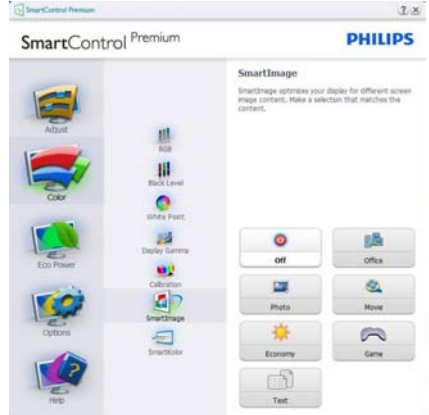 SmartControl Premium
SmartControl Premium
PHILIPS
Adjust
Color
Eco Power
Options
Help
RGB
Black Level
White Point
Display Gamma
Calibration
SmartImage
SmartKolor
SmartImage
SmartImage optimizes your display for different screen
image content. Make a selection that matches the
content.
Off
Office
Photo
Movie
Economy
Game
Text